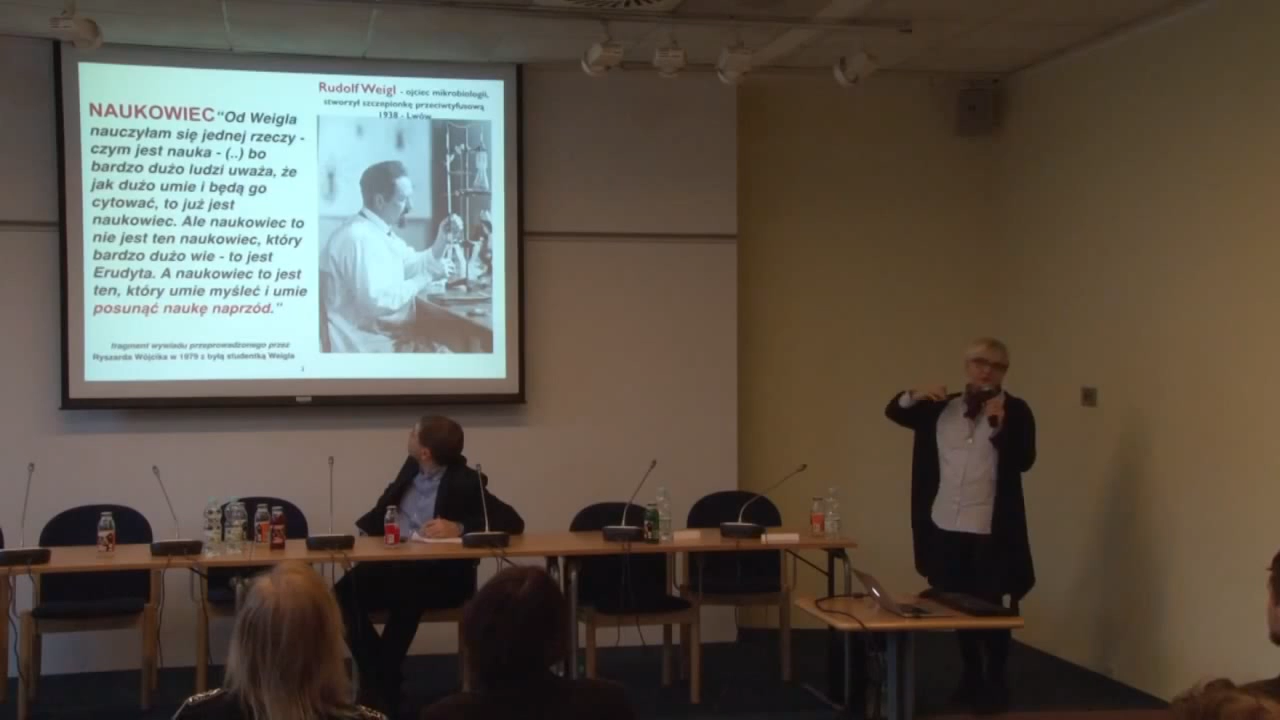 Rudolf Weigl - ojciec mikrobiologii,
stworzył szczepionkę przeciwtyfusową
1938 - Lwów
NAUKOWIEC “Od Weigla
nauczyłam się jednej rzeczy -
czym jest nauka - (..) bo
bardzo dużo ludzi uważa, że
jak dużo umie i będą go
cytować, to już jest
naukowiec. Ale naukowiec to
nie jest ten naukowiec, który
bardzo dużo wie - to jest
Erudyta. A naukowiec to jest
ten, który umie myśleć i umie
posunąć naukę naprzód.“
fragment wywiadu przeprowadzonego przez
Ryszarda Wójcika w 1979 z byłą studentką Weigla